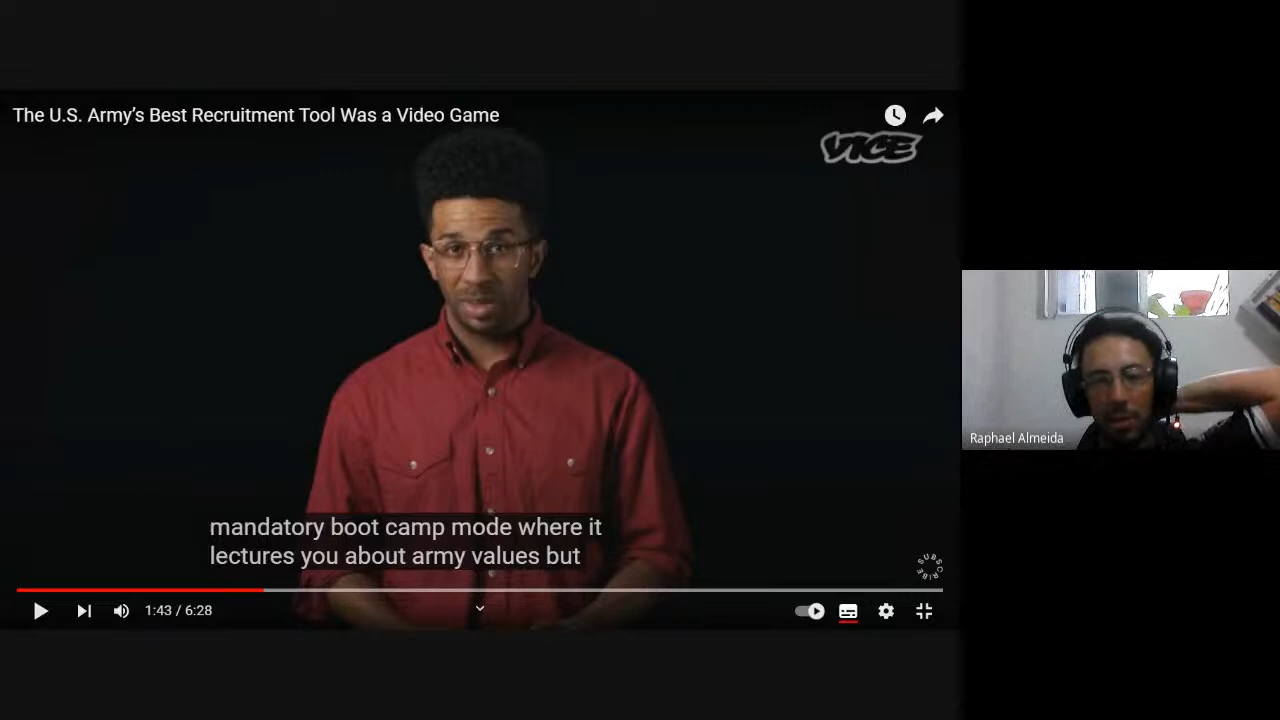 The U.S. Army’s Best Recruitment Tool Was a Video Game
VICE
mandatory boot camp mode where it
lectures you about army values but
SUBSCRIBE
1:43 / 6:28
Raphael Almeida